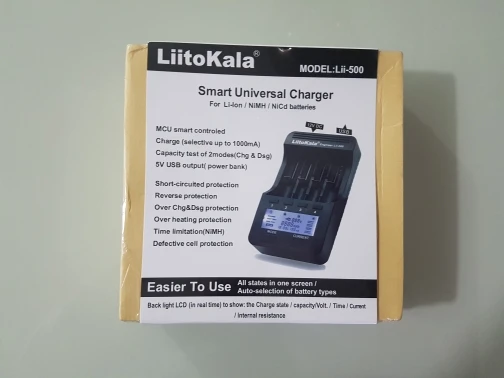 LiitoKala®
MODEL:Lii-500
Smart Universal Charger
For Li-Ion / NiMH / NiCd batteries
MCU smart controled
Charge (selective up to 1000mA)
Capacity test of 2modes(Chg & Dsg)
5V USB output( power bank)
Short-circuited protection
Reverse protection
Over Chg&Dsg protection
Over heating protection
Time limitation(NiMH)
Defective cell protection
12V DC
USB
LiitoKala
Easier To Use
All states in one screen /
Auto-selection of battery types
Back light LCD (in real time) to show: the Charge state / capacity/Volt. / Time / Current
/ Internal resistance